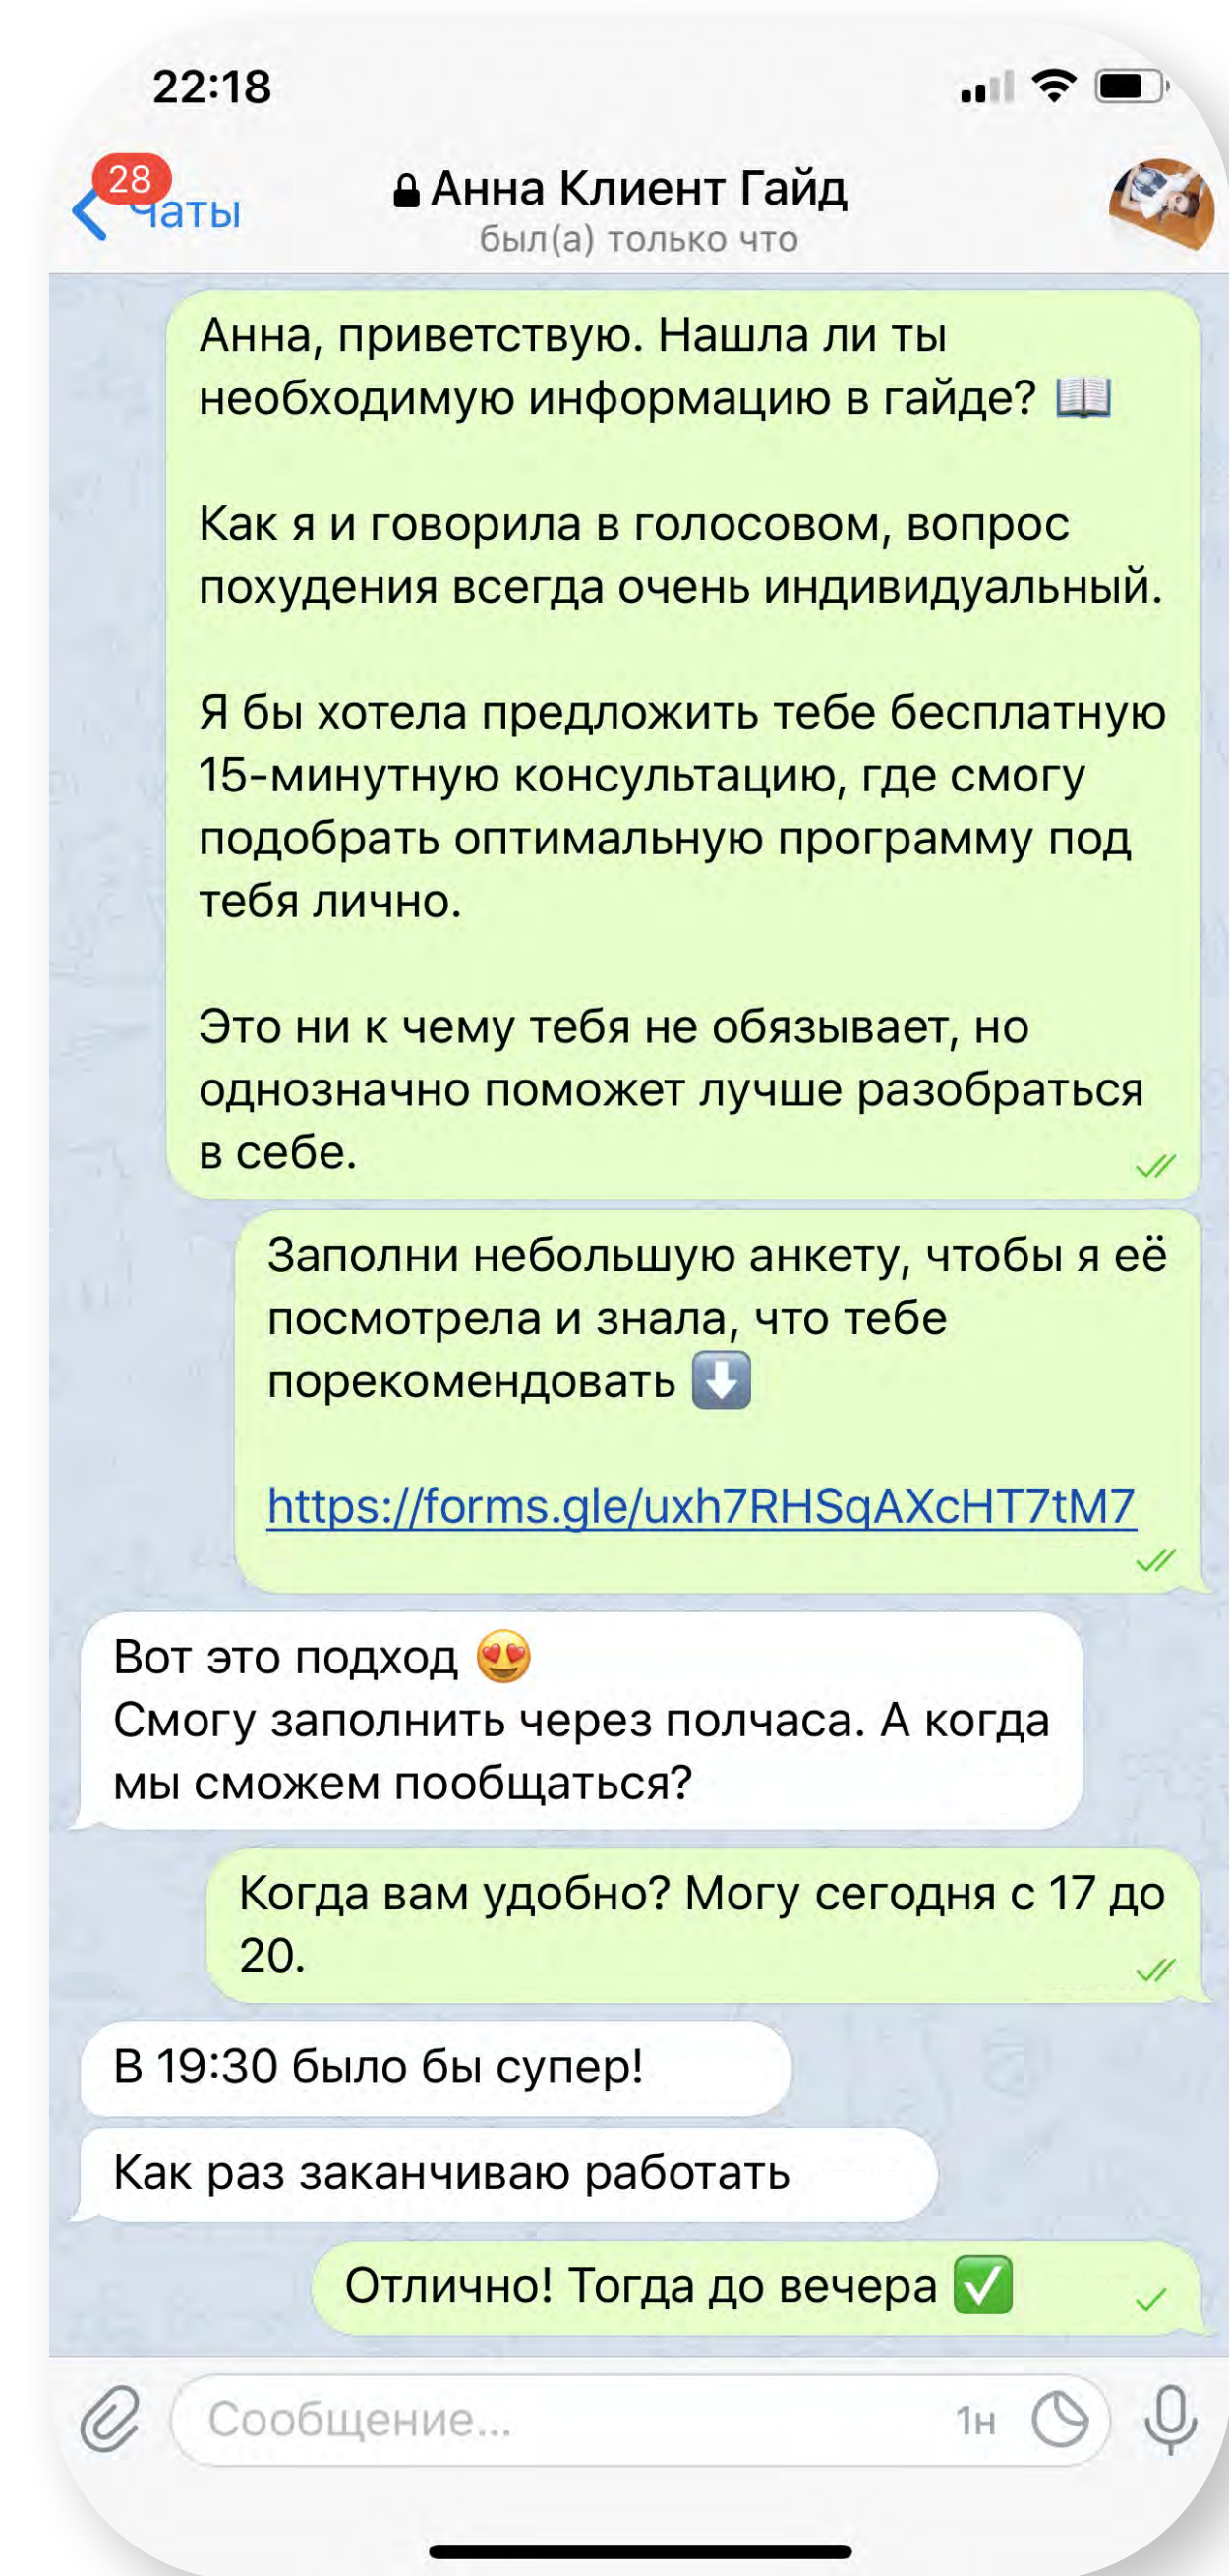 22:18
28
Чаты
Анна Клиент Гайд
был(а) только что
Анна, приветствую. Нашла ли ты
необходимую информацию в гайде? 📖
Как я и говорила в голосовом, вопрос
похудения всегда очень индивидуальный.
Я бы хотела предложить тебе бесплатную
15-минутную консультацию, где смогу
подобрать оптимальную программу под
тебя лично.
Это ни к чему тебя не обязывает, но
однозначно поможет лучше разобраться
в себе.
Заполни небольшую анкету, чтобы я её
посмотрела и знала, что тебе
порекомендовать ⬇️
https://forms.gle/uxh7RHSqAXcHT7tM7
Вот это подход 😍
Смогу заполнить через полчаса. А когда
мы сможем пообщаться?
Когда вам удобно? Могу сегодня с 17 до
20.
В 19:30 было бы супер!
Как раз заканчиваю работать
Отлично! Тогда до вечера ✅
Сообщение...
1н